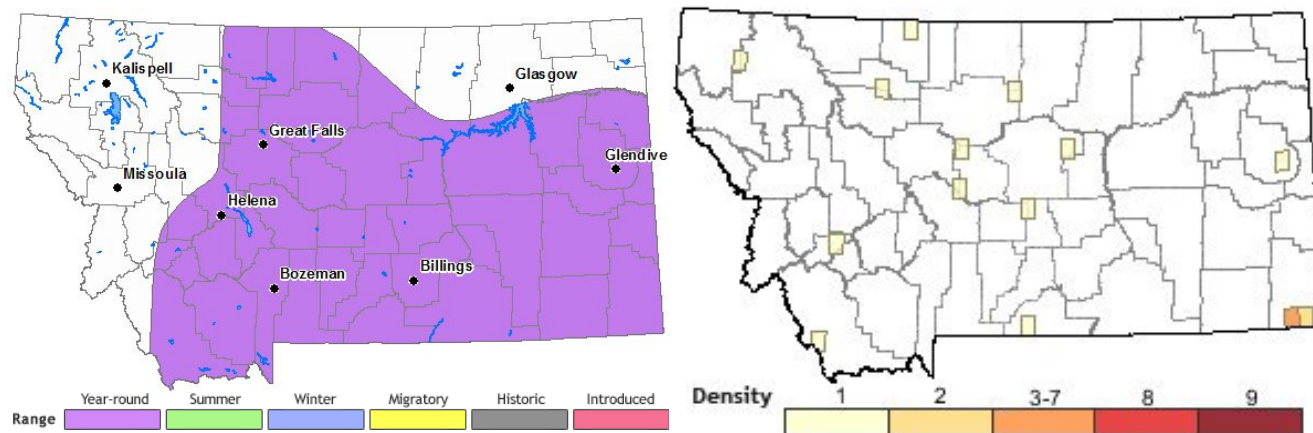 Kalispell
Glasgow
Great Falls
Glendive
Missoula
Helena
Bozeman
Billings
Range Year-round Summer Winter Migratory Historic Introduced
Density 1 2 3-7 8 9